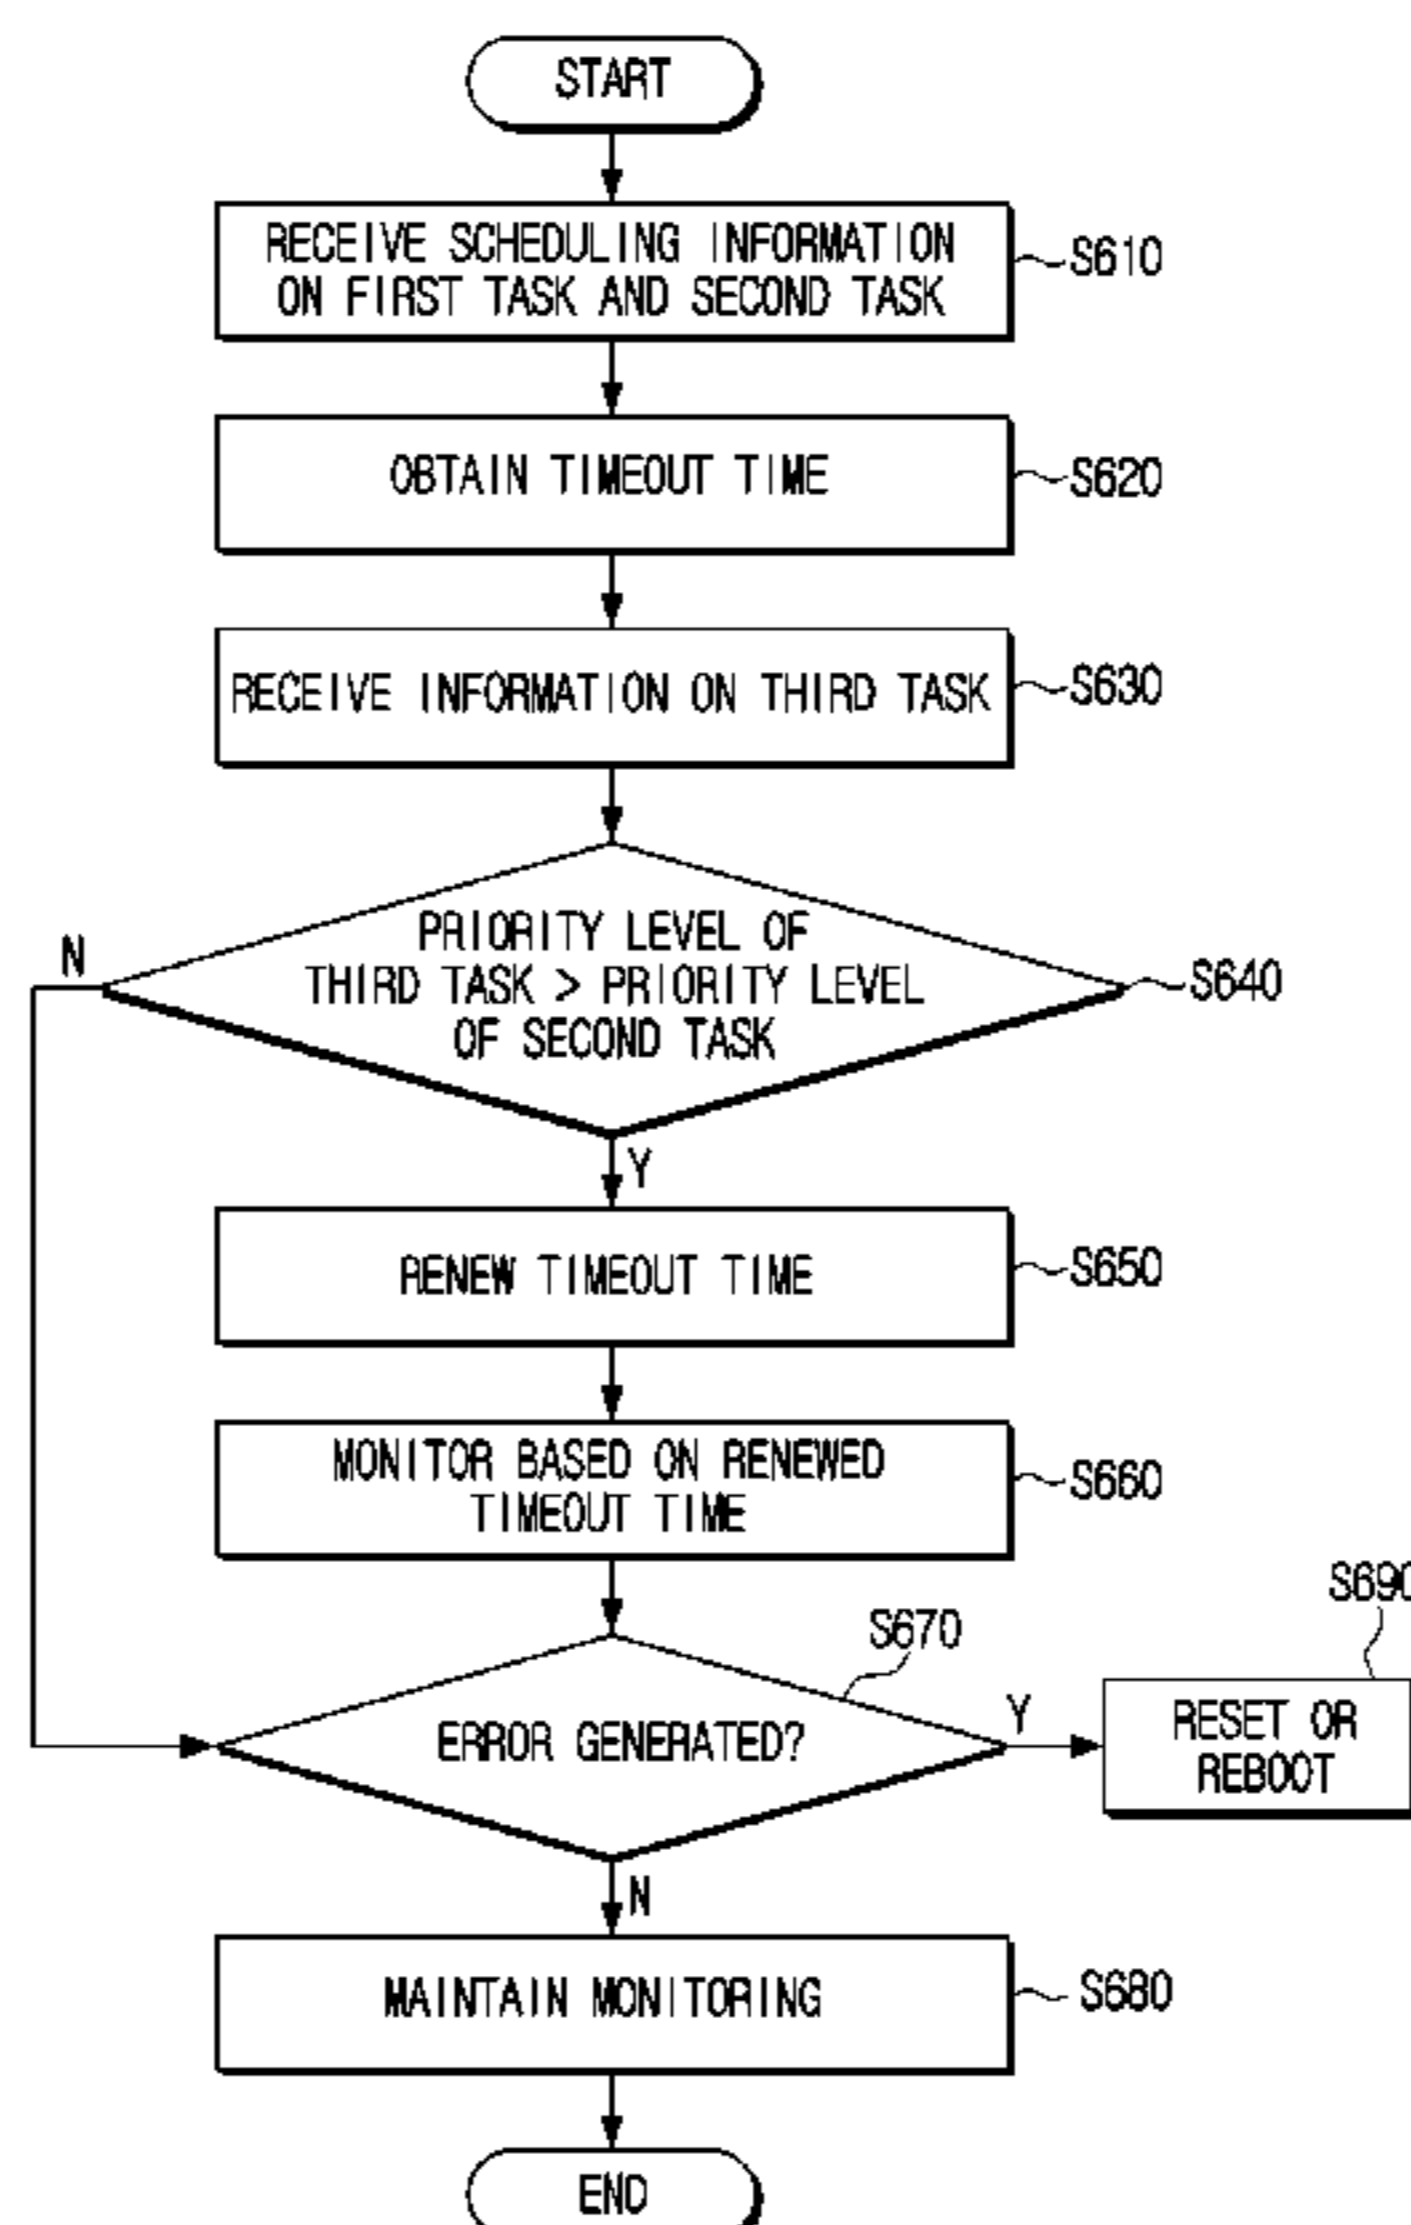 START
RECEIVE SCHEDULING INFORMATION
ON FIRST TASK AND SECOND TASK
S610
OBTAIN TIMEOUT TIME
S620
RECEIVE INFORMATION ON THIRD TASK
S630
PRIORITY LEVEL OF
THIRD TASK > PRIORITY LEVEL
OF SECOND TASK
S640
N
Y
RENEW TIMEOUT TIME
S650
MONITOR BASED ON RENEWED
TIMEOUT TIME
S660
S670
ERROR GENERATED?
Y
S690
RESET OR
REBOOT
N
MAINTAIN MONITORING
S680
END